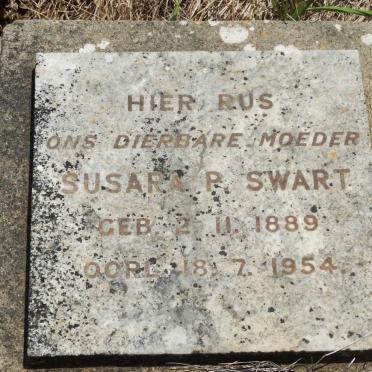 HIER RUS
ONS DIERBARE MOEDER
SUSARA P. SWART
GEB. 2. 11. 1889
OORL. 18. 7. 1954.